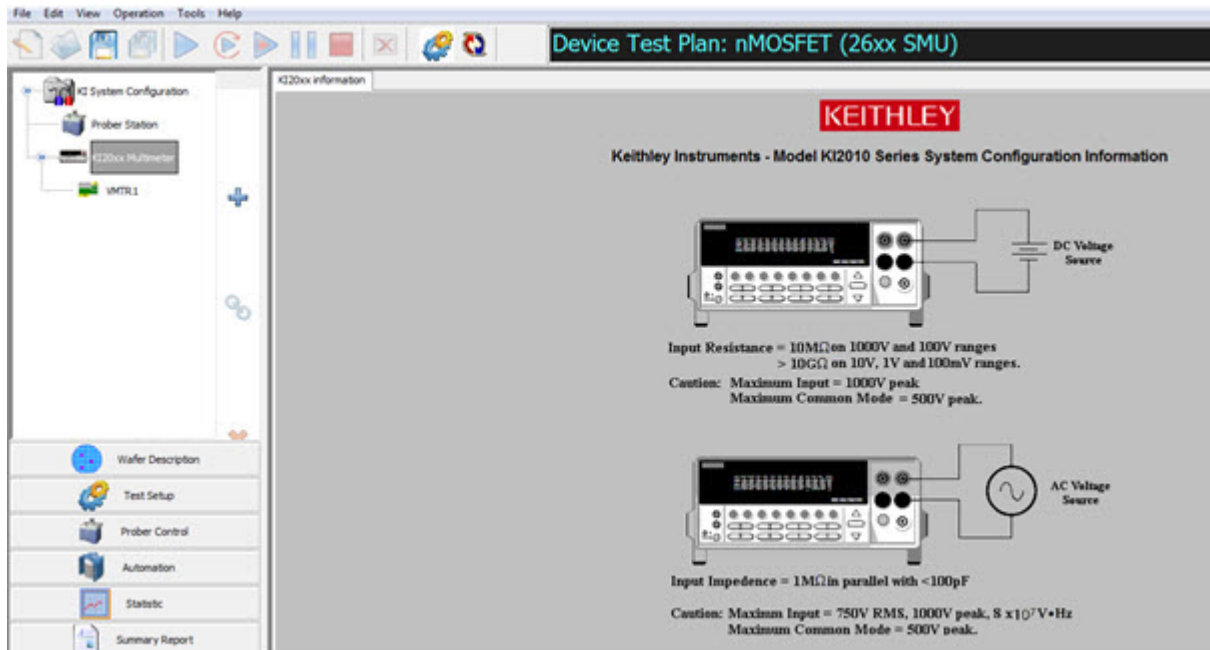 File Edit View Operation Tools Help
Device Test Plan: nMOSFET (26xx SMU)
KI System Configuration
Prober Station
KI20xx Multimeter
VMTR1
Wafer Description
Test Setup
Prober Control
Automation
Statistic
Summary Report
KI20xx information
KEITHLEY
Keithley Instruments - Model KI2010 Series System Configuration Information
DC Voltage
Source
Input Resistance = 10MΩ on 1000V and 100V ranges
> 10GΩ on 10V, 1V and 100mV ranges.
Caution: Maximum Input = 1000V peak
Maximum Common Mode = 500V peak.
AC Voltage
Source
Input Impedence = 1MΩ in parallel with <100pF
Caution: Maximm Input = 750V RMS, 1000V peak, 8 x10⁷ V•Hz
Maximum Common Mode = 500V peak.